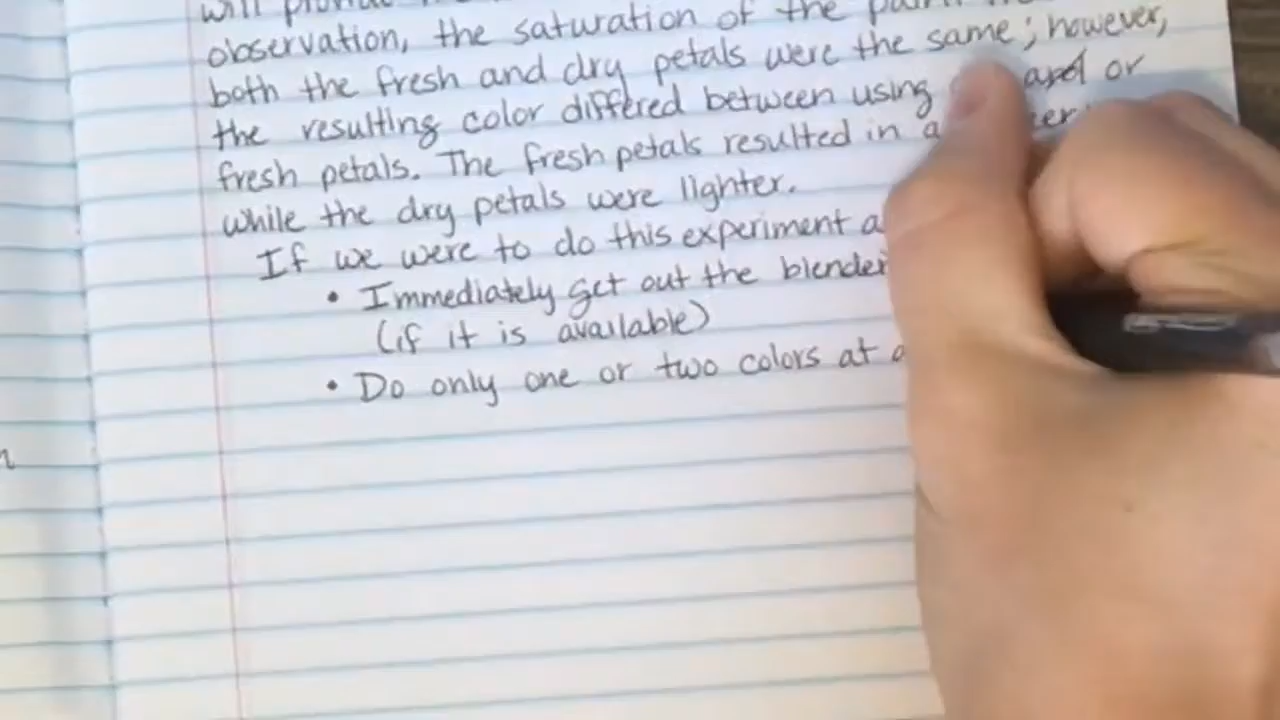 will
observation, the saturation of the
both the fresh and dry petals were the same; however,
the resulting color differed between using and or
fresh petals. The fresh petals resulted in a
while the dry petals were lighter.
If we were to do this experiment
• Immediately get out the blender
(if it is available)
• Do only one or two colors at